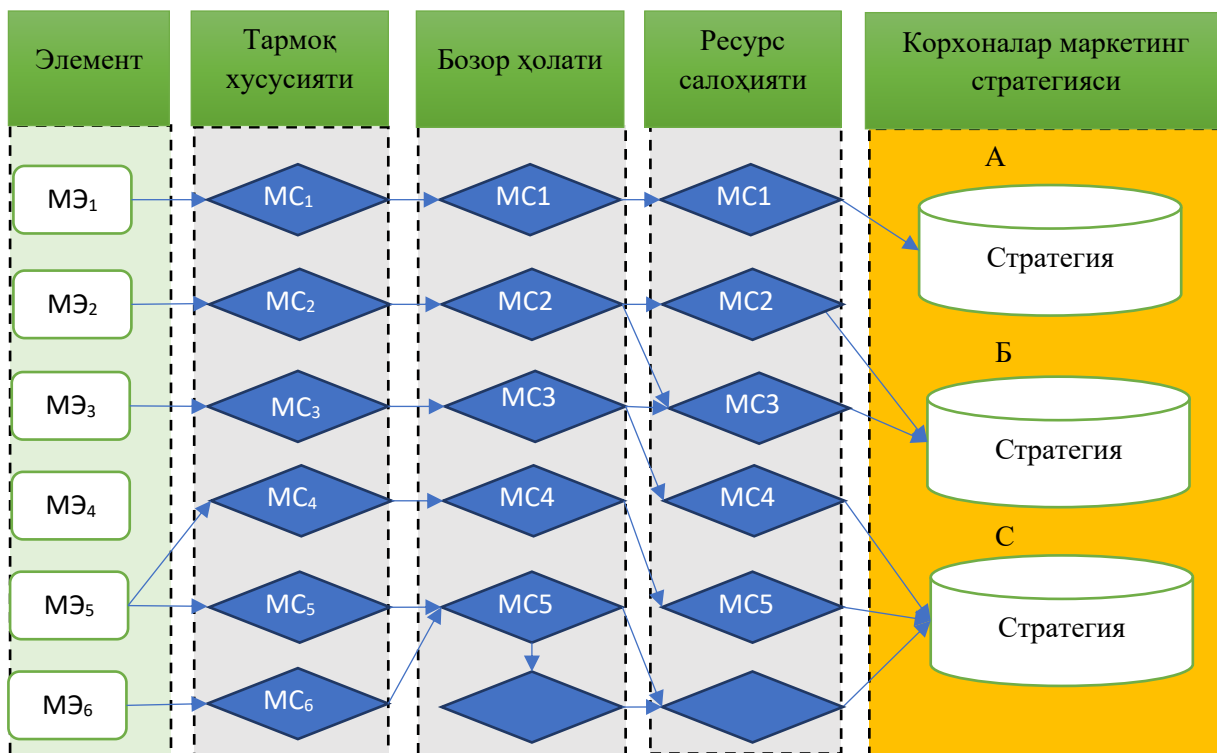 Элемент
Тармоқ
хусусияти
Бозор ҳолати
Ресурс
салоҳияти
Корхоналар маркетинг
стратегияси
МЭ₁
МС₁
МС1
МС1
А
Стратегия
МЭ₂
МС₂
МС2
МС2
МЭ₃
МС₃
МС3
МС3
Б
Стратегия
МЭ₄
МС₄
МС4
МС4
С
МЭ₅
МС₅
МС5
МС5
Стратегия
МЭ₆
МС₆